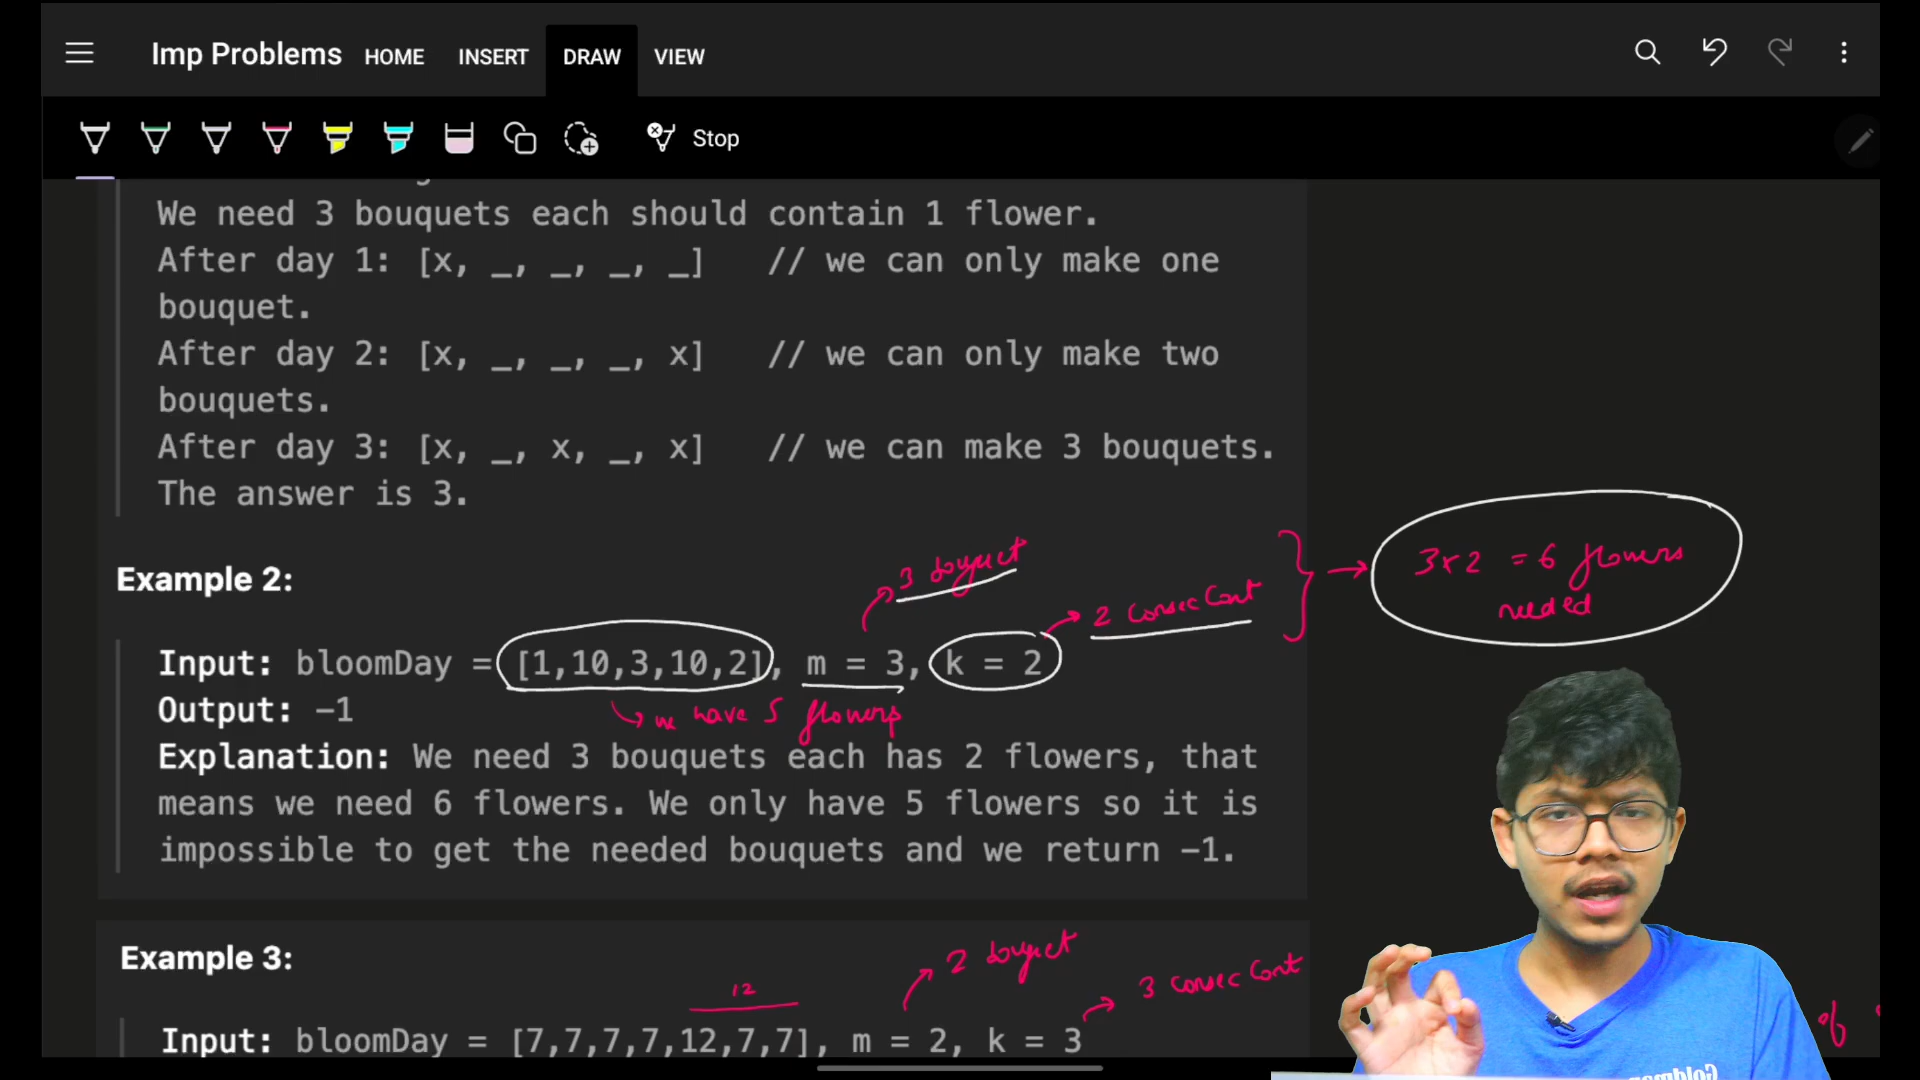 Imp Problems HOME INSERT DRAW VIEW
Stop
We need 3 bouquets each should contain 1 flower.
After day 1: [x, _, _, _, _]   // we can only make one
bouquet.
After day 2: [x, _, _, _, x]   // we can only make two
bouquets.
After day 3: [x, _, x, _, x]   // we can make 3 bouquets.
The answer is 3.
3 bouquet
3x2 = 6 flowers
needed
Example 2:
2 Consec
Input: bloomDay = [1,10,3,10,2], m = 3, k = 2
Output: -1
we have 5 flowers
Explanation: We need 3 bouquets each has 2 flowers, that
means we need 6 flowers. We only have 5 flowers so it is
impossible to get the needed bouquets and we return -1.
Example 3:
2
12
3 Consec
of
Input: bloomDay = [7,7,7,7,12,7,7], m = 2, k = 3